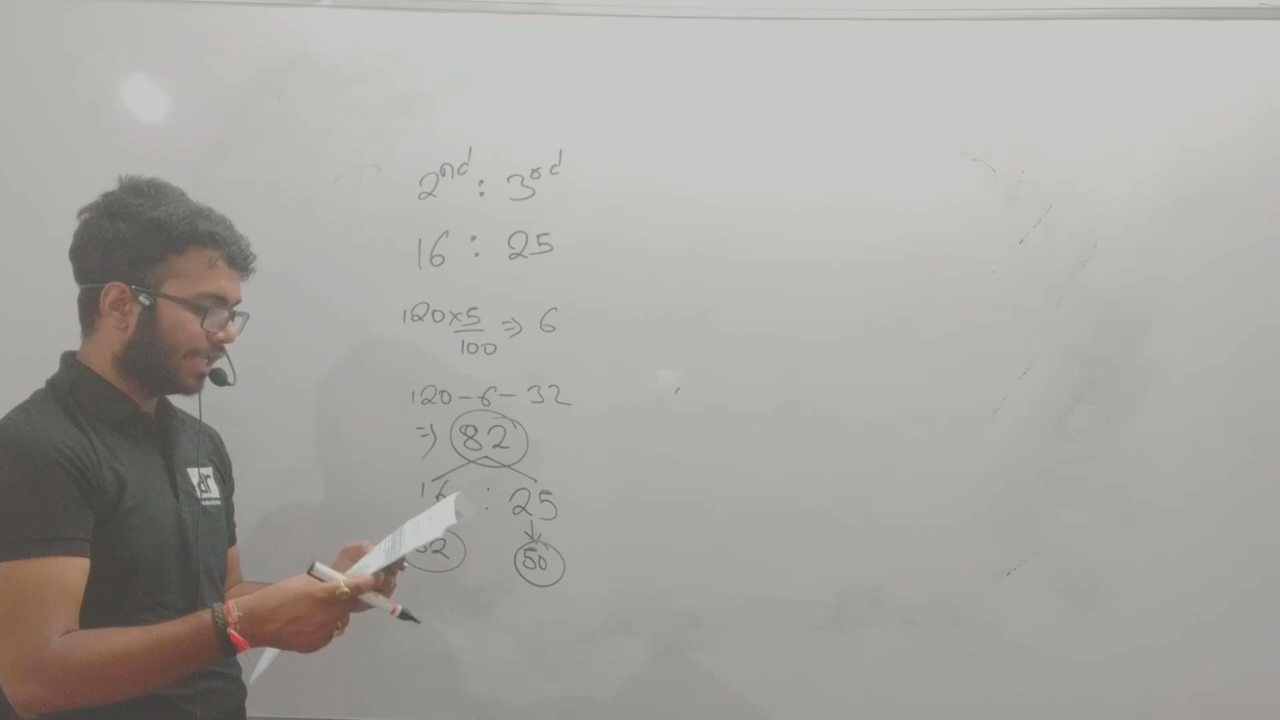 2nd : 3rd
16 : 25
120×5/100 ⇒ 6
120-6-32
⇒ 82
16 : 25
↓
32 50